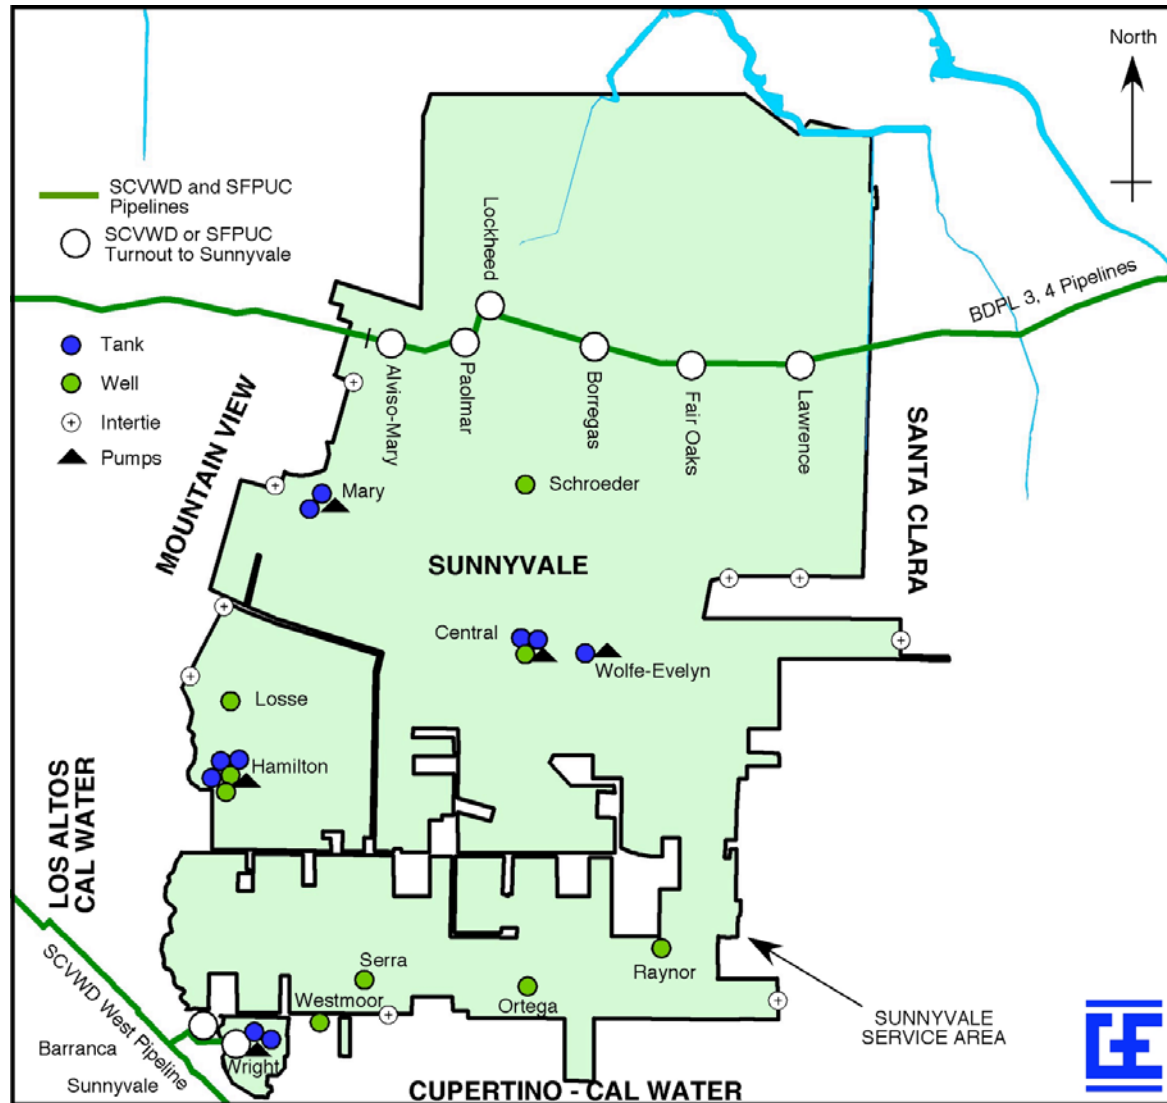 North
SCVWD and SFPUC
Pipelines
SCVWD or SFPUC
Turnout to Sunnyvale
Lockheed
BDPL 3, 4 Pipelines
Tank
Well
Intertie
Pumps
Alviso-Mary
Paolmar
Borregas
Fair Oaks
Lawrence
MOUNTAIN VIEW
SANTA CLARA
Mary
Schroeder
SUNNYVALE
Central
Wolfe-Evelyn
Losse
Hamilton
LOS ALTOS
CAL WATER
SCVWD West Pipeline
Serra
Westmoor
Ortega
Raynor
SUNNYVALE
SERVICE AREA
Barranca
Sunnyvale
Wright
CUPERTINO - CAL WATER